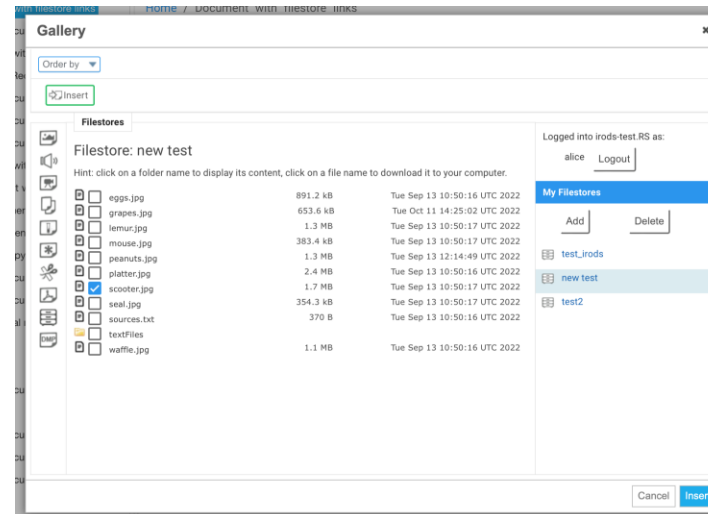 with filestore links
Home / Document with filestore links
Gallery
Order by
Insert
Filestores
Filestore: new test
Hint: click on a folder name to display its content, click on a file name to download it to your computer.
eggs.jpg 891.2 kB Tue Sep 13 10:50:16 UTC 2022
grapes.jpg 653.6 kB Tue Oct 11 14:25:02 UTC 2022
lemur.jpg 1.3 MB Tue Sep 13 10:50:17 UTC 2022
mouse.jpg 383.4 kB Tue Sep 13 10:50:17 UTC 2022
peanuts.jpg 1.3 MB Tue Sep 13 12:14:49 UTC 2022
platter.jpg 2.4 MB Tue Sep 13 10:50:16 UTC 2022
scooter.jpg 1.7 MB Tue Sep 13 10:50:17 UTC 2022
seal.jpg 354.3 kB Tue Sep 13 10:50:17 UTC 2022
sources.txt 370 B Tue Sep 13 10:50:16 UTC 2022
textFiles
waffle.jpg 1.1 MB Tue Sep 13 10:50:16 UTC 2022
DMP
Logged into irods-test.RS as:
alice Logout
My Filestores
Add Delete
test_irods
new test
test2
Cancel Inser